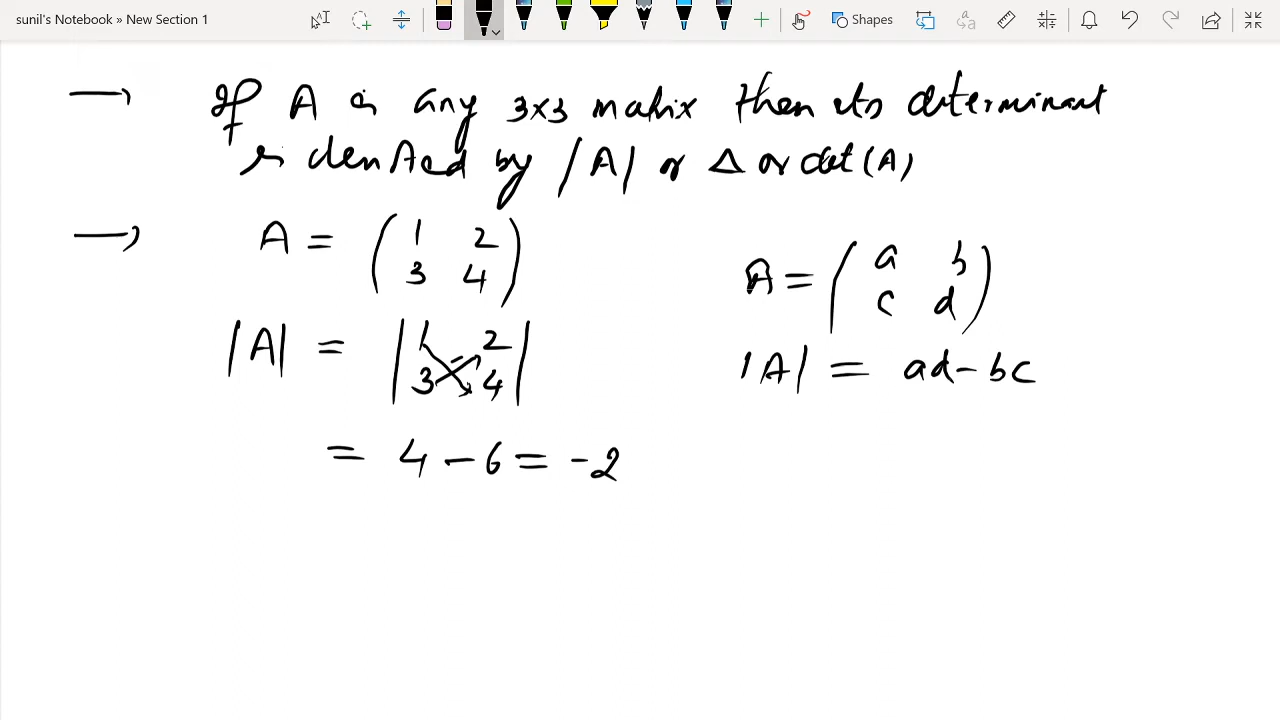 sunil's Notebook » New Section 1
Shapes
→ If A is any 3x3 matrix then its determinant
is denoted by |A| or Δ or det(A)
→ A = (1 2
3 4)
|A| = |1 2
3 4|
= 4 - 6 = -2
A = (a b
c d)
|A| = ad - bc